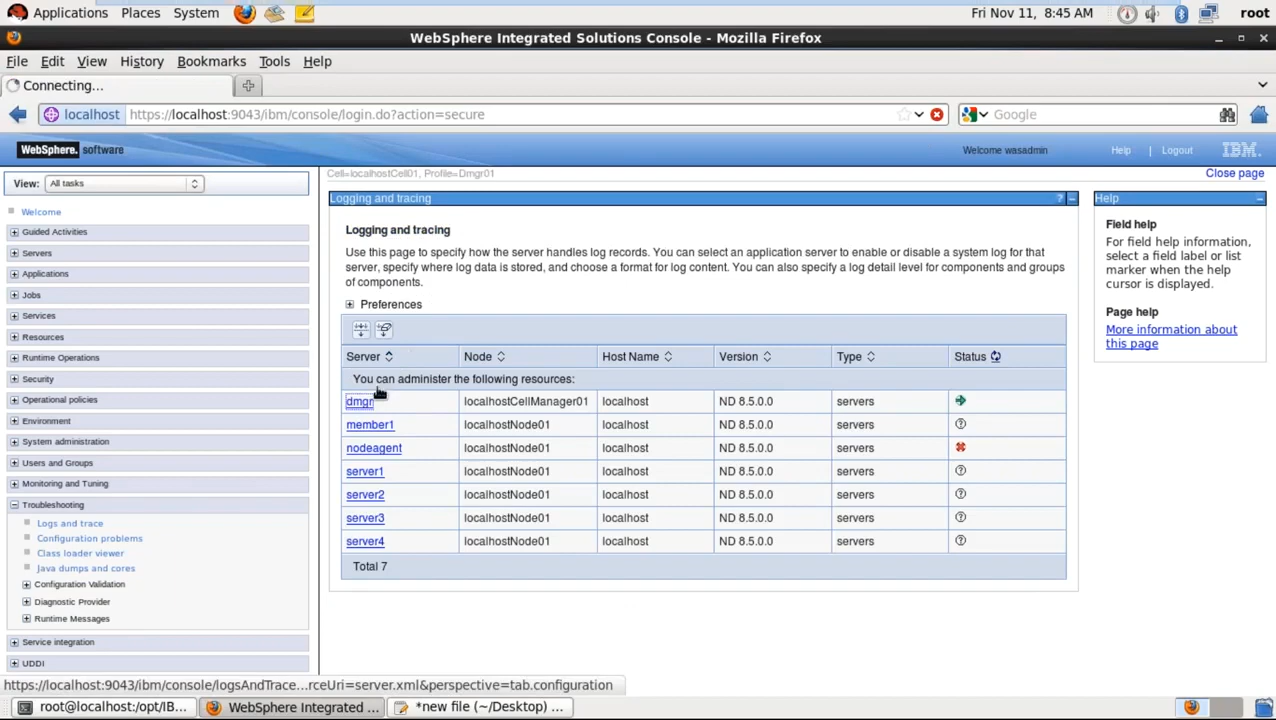 Applications Places System Fri Nov 11, 8:45 AM root
WebSphere Integrated Solutions Console - Mozilla Firefox
File Edit View History Bookmarks Tools Help
Connecting...
localhost https://localhost:9043/ibm/console/login.do?action=secure Google
WebSphere. software Welcome wasadmin Help | Logout IBM.
View: All tasks
Welcome
Guided Activities
Servers
Applications
Jobs
Services
Resources
Runtime Operations
Security
Operational policies
Environment
System administration
Users and Groups
Monitoring and Tuning
Troubleshooting
Logs and trace
Configuration problems
Class loader viewer
Java dumps and cores
Configuration Validation
Diagnostic Provider
Runtime Messages
Service integration
UDDI
Cell=localhostCell01, Profile=Dmgr01 Close page
Logging and tracing ?
Logging and tracing
Use this page to specify how the server handles log records. You can select an application server to enable or disable a system log for that
server, specify where log data is stored, and choose a format for log content. You can also specify a log detail level for components and groups
of components.
Preferences
Server Node Host Name Version Type Status
You can administer the following resources:
dmgr localhostCellManager01 localhost ND 8.5.0.0 servers
member1 localhostNode01 localhost ND 8.5.0.0 servers ?
nodeagent localhostNode01 localhost ND 8.5.0.0 servers
server1 localhostNode01 localhost ND 8.5.0.0 servers ?
server2 localhostNode01 localhost ND 8.5.0.0 servers ?
server3 localhostNode01 localhost ND 8.5.0.0 servers ?
server4 localhostNode01 localhost ND 8.5.0.0 servers ?
Total 7
Help
Field help
For field help information,
select a field label or list
marker when the help
cursor is displayed.
Page help
More information about
this page
https://localhost:9043/ibm/console/logsAndTrace...rceUri=server.xml&perspective=tab.configuration
root@localhost:/opt/IB... WebSphere Integrated ... *new file (~/Desktop) ...